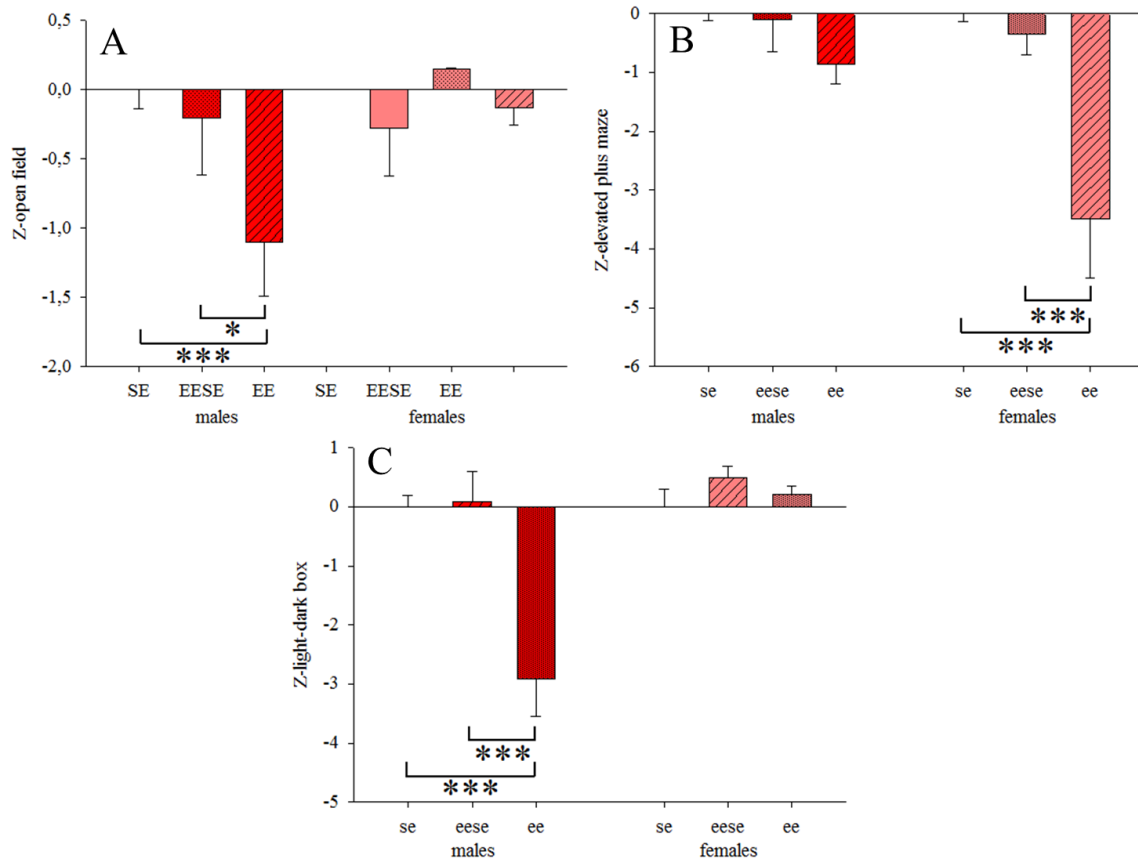 A
0,5
0,0
-0,5
-1,0
-1,5
-2,0
Z-open field
*
***
SE EESE EE SE EESE EE
males females
B
0
-1
-2
-3
-4
-5
-6
Z-elevated plus maze
***
***
se eese ee se eese ee
males females
C
1
0
-1
-2
-3
-4
-5
Z-light-dark box
***
***
se eese ee se eese ee
males females